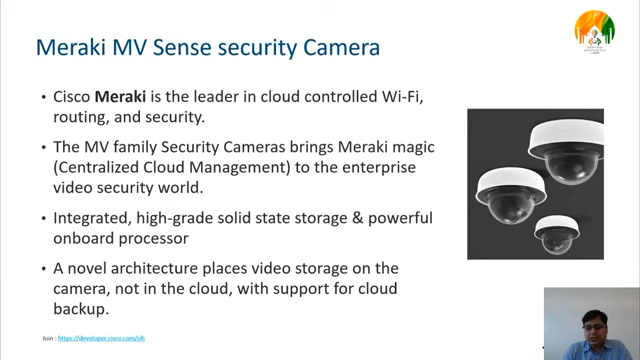 Meraki MV Sense security Camera
• Cisco Meraki is the leader in cloud controlled Wi-Fi,
routing, and security.
• The MV family Security Cameras brings Meraki magic
(Centralized Cloud Management) to the enterprise
video security world.
• Integrated, high-grade solid state storage & powerful
onboard processor
• A novel architecture places video storage on the
camera, not in the cloud, with support for cloud
backup.
Join : https://developer.cisco.com/sih